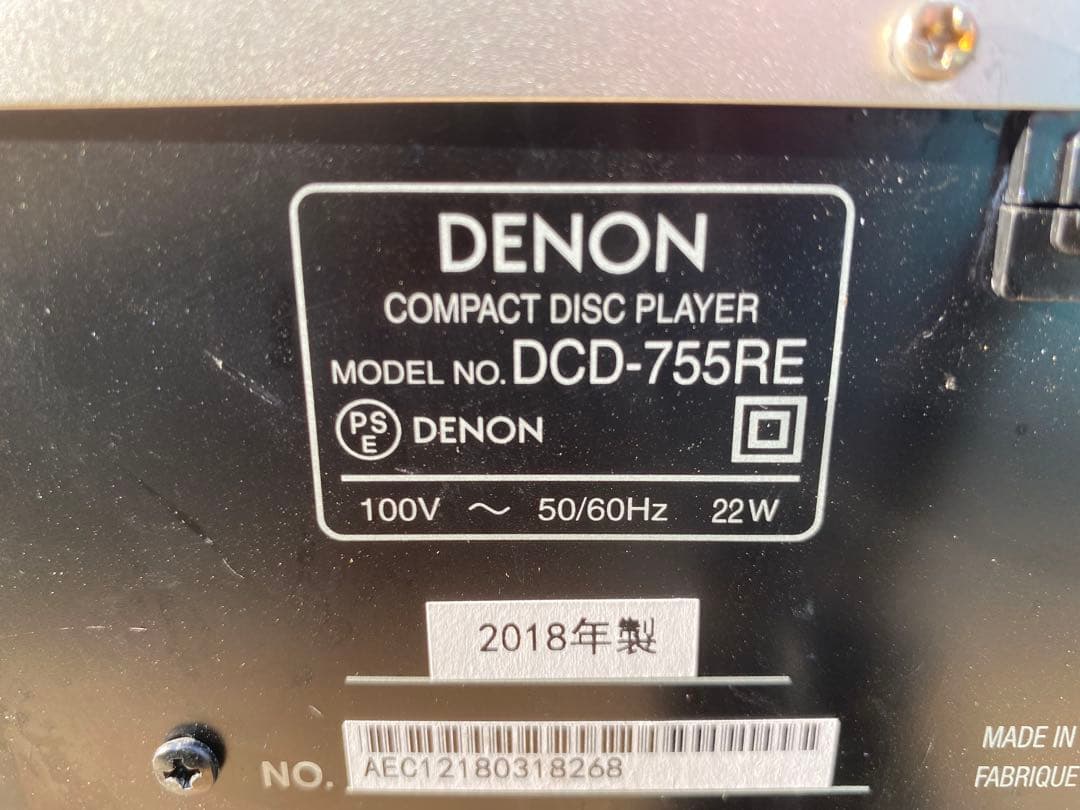 DENON
COMPACT DISC PLAYER
MODEL NO. DCD-755RE
PSE DENON
100V ～ 50/60Hz 22W
2018年製
NO. AEC12180318268
MADE IN
FABRIQUE